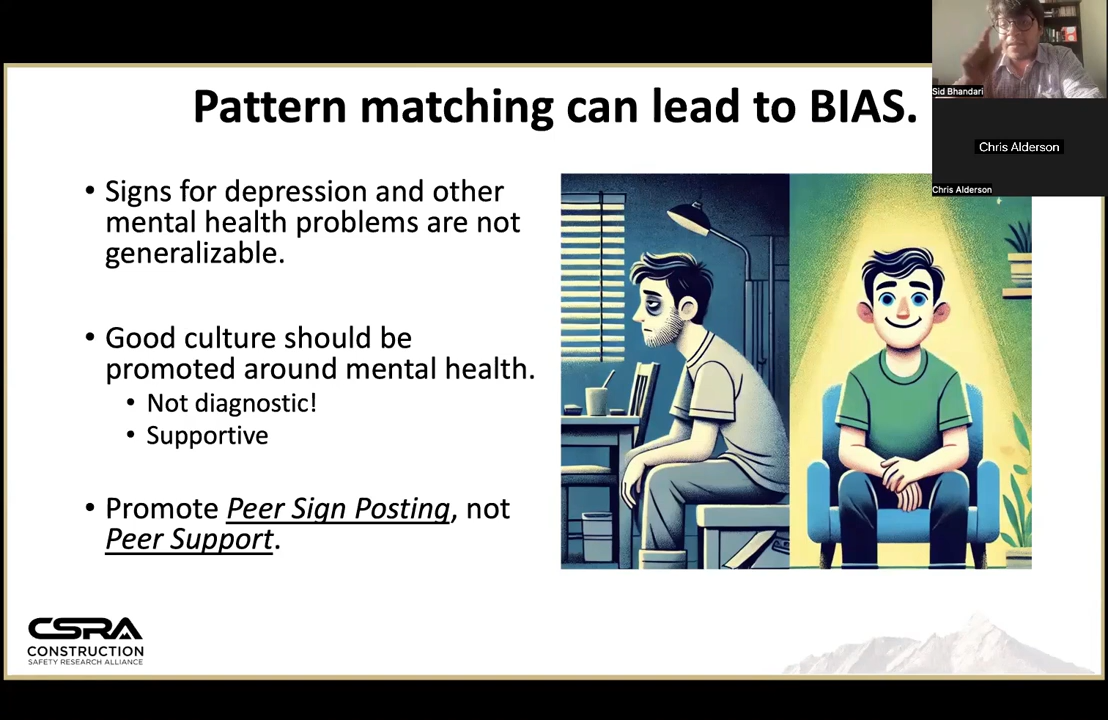 Pattern matching can lead to BIAS.
• Signs for depression and other
mental health problems are not
generalizable.
• Good culture should be
promoted around mental health.
• Not diagnostic!
• Supportive
• Promote Peer Sign Posting, not
Peer Support.
CSRA
CONSTRUCTION
SAFETY RESEARCH ALLIANCE
Sid Bhandari
Chris Alderson
Chris Alderson